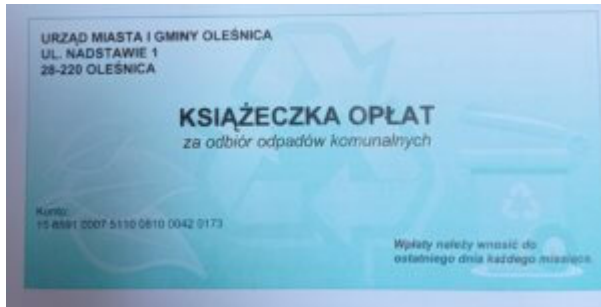 URZĄD MIASTA I GMINY OLEŚNICA
UL. NADSTAWIE 1
28-220 OLEŚNICA
KSIĄŻECZKA OPŁAT
za odbiór odpadów komunalnych
Konto:
15 8591 0007 5110 0810 0042 0173
Wpłaty należy wnosić do
ostatniego dnia każdego miesiąca.